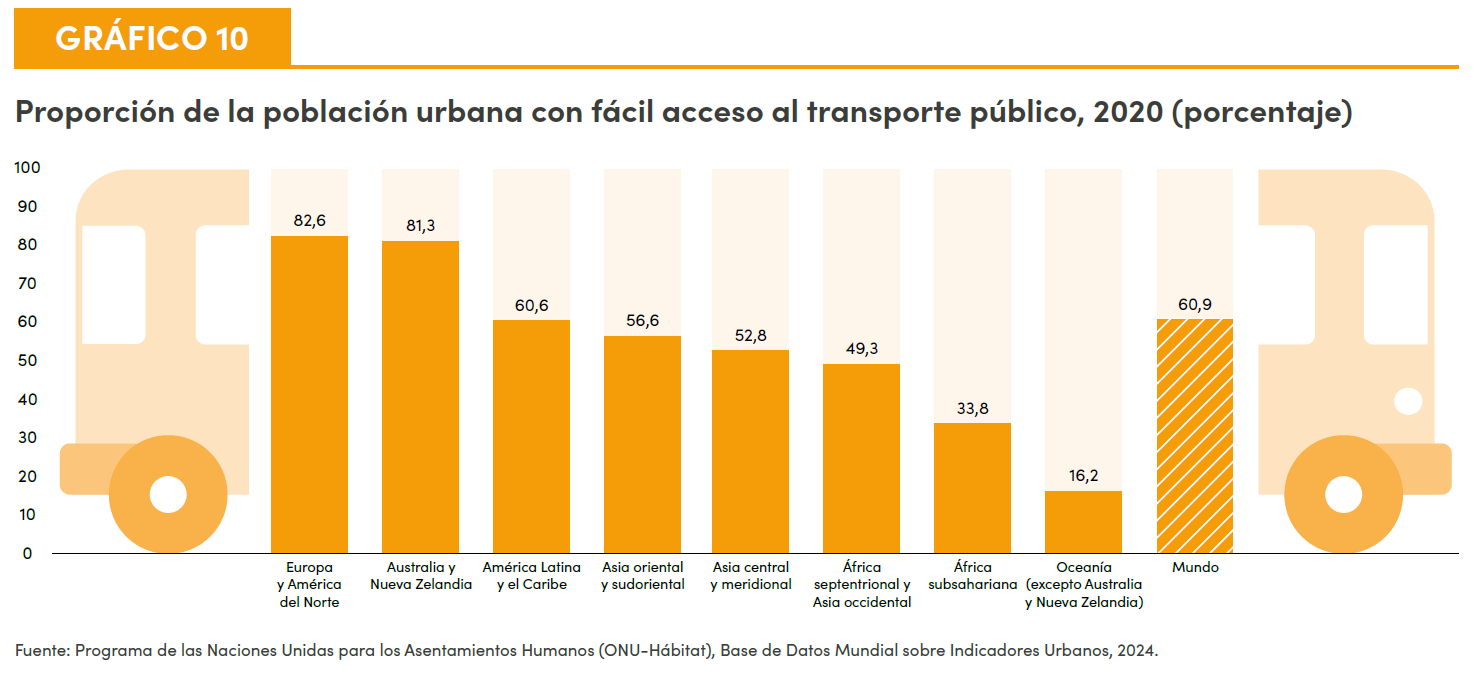 GRÁFICO 10
Proporción de la población urbana con fácil acceso al transporte público, 2020 (porcentaje)
100
90
80
70
60
50
40
30
20
10
0
82,6
81,3
60,6
56,6
52,8
49,3
33,8
16,2
60,9
Europa
y América
del Norte
Australia y
Nueva Zelandia
América Latina
y el Caribe
Asia oriental
y sudoriental
Asia central
y meridional
África
septentrional y
Asia occidental
África
subsahariana
Oceanía
(excepto Australia
y Nueva Zelandia)
Mundo
Fuente: Programa de las Naciones Unidas para los Asentamientos Humanos (ONU-Hábitat), Base de Datos Mundial sobre Indicadores Urbanos, 2024.